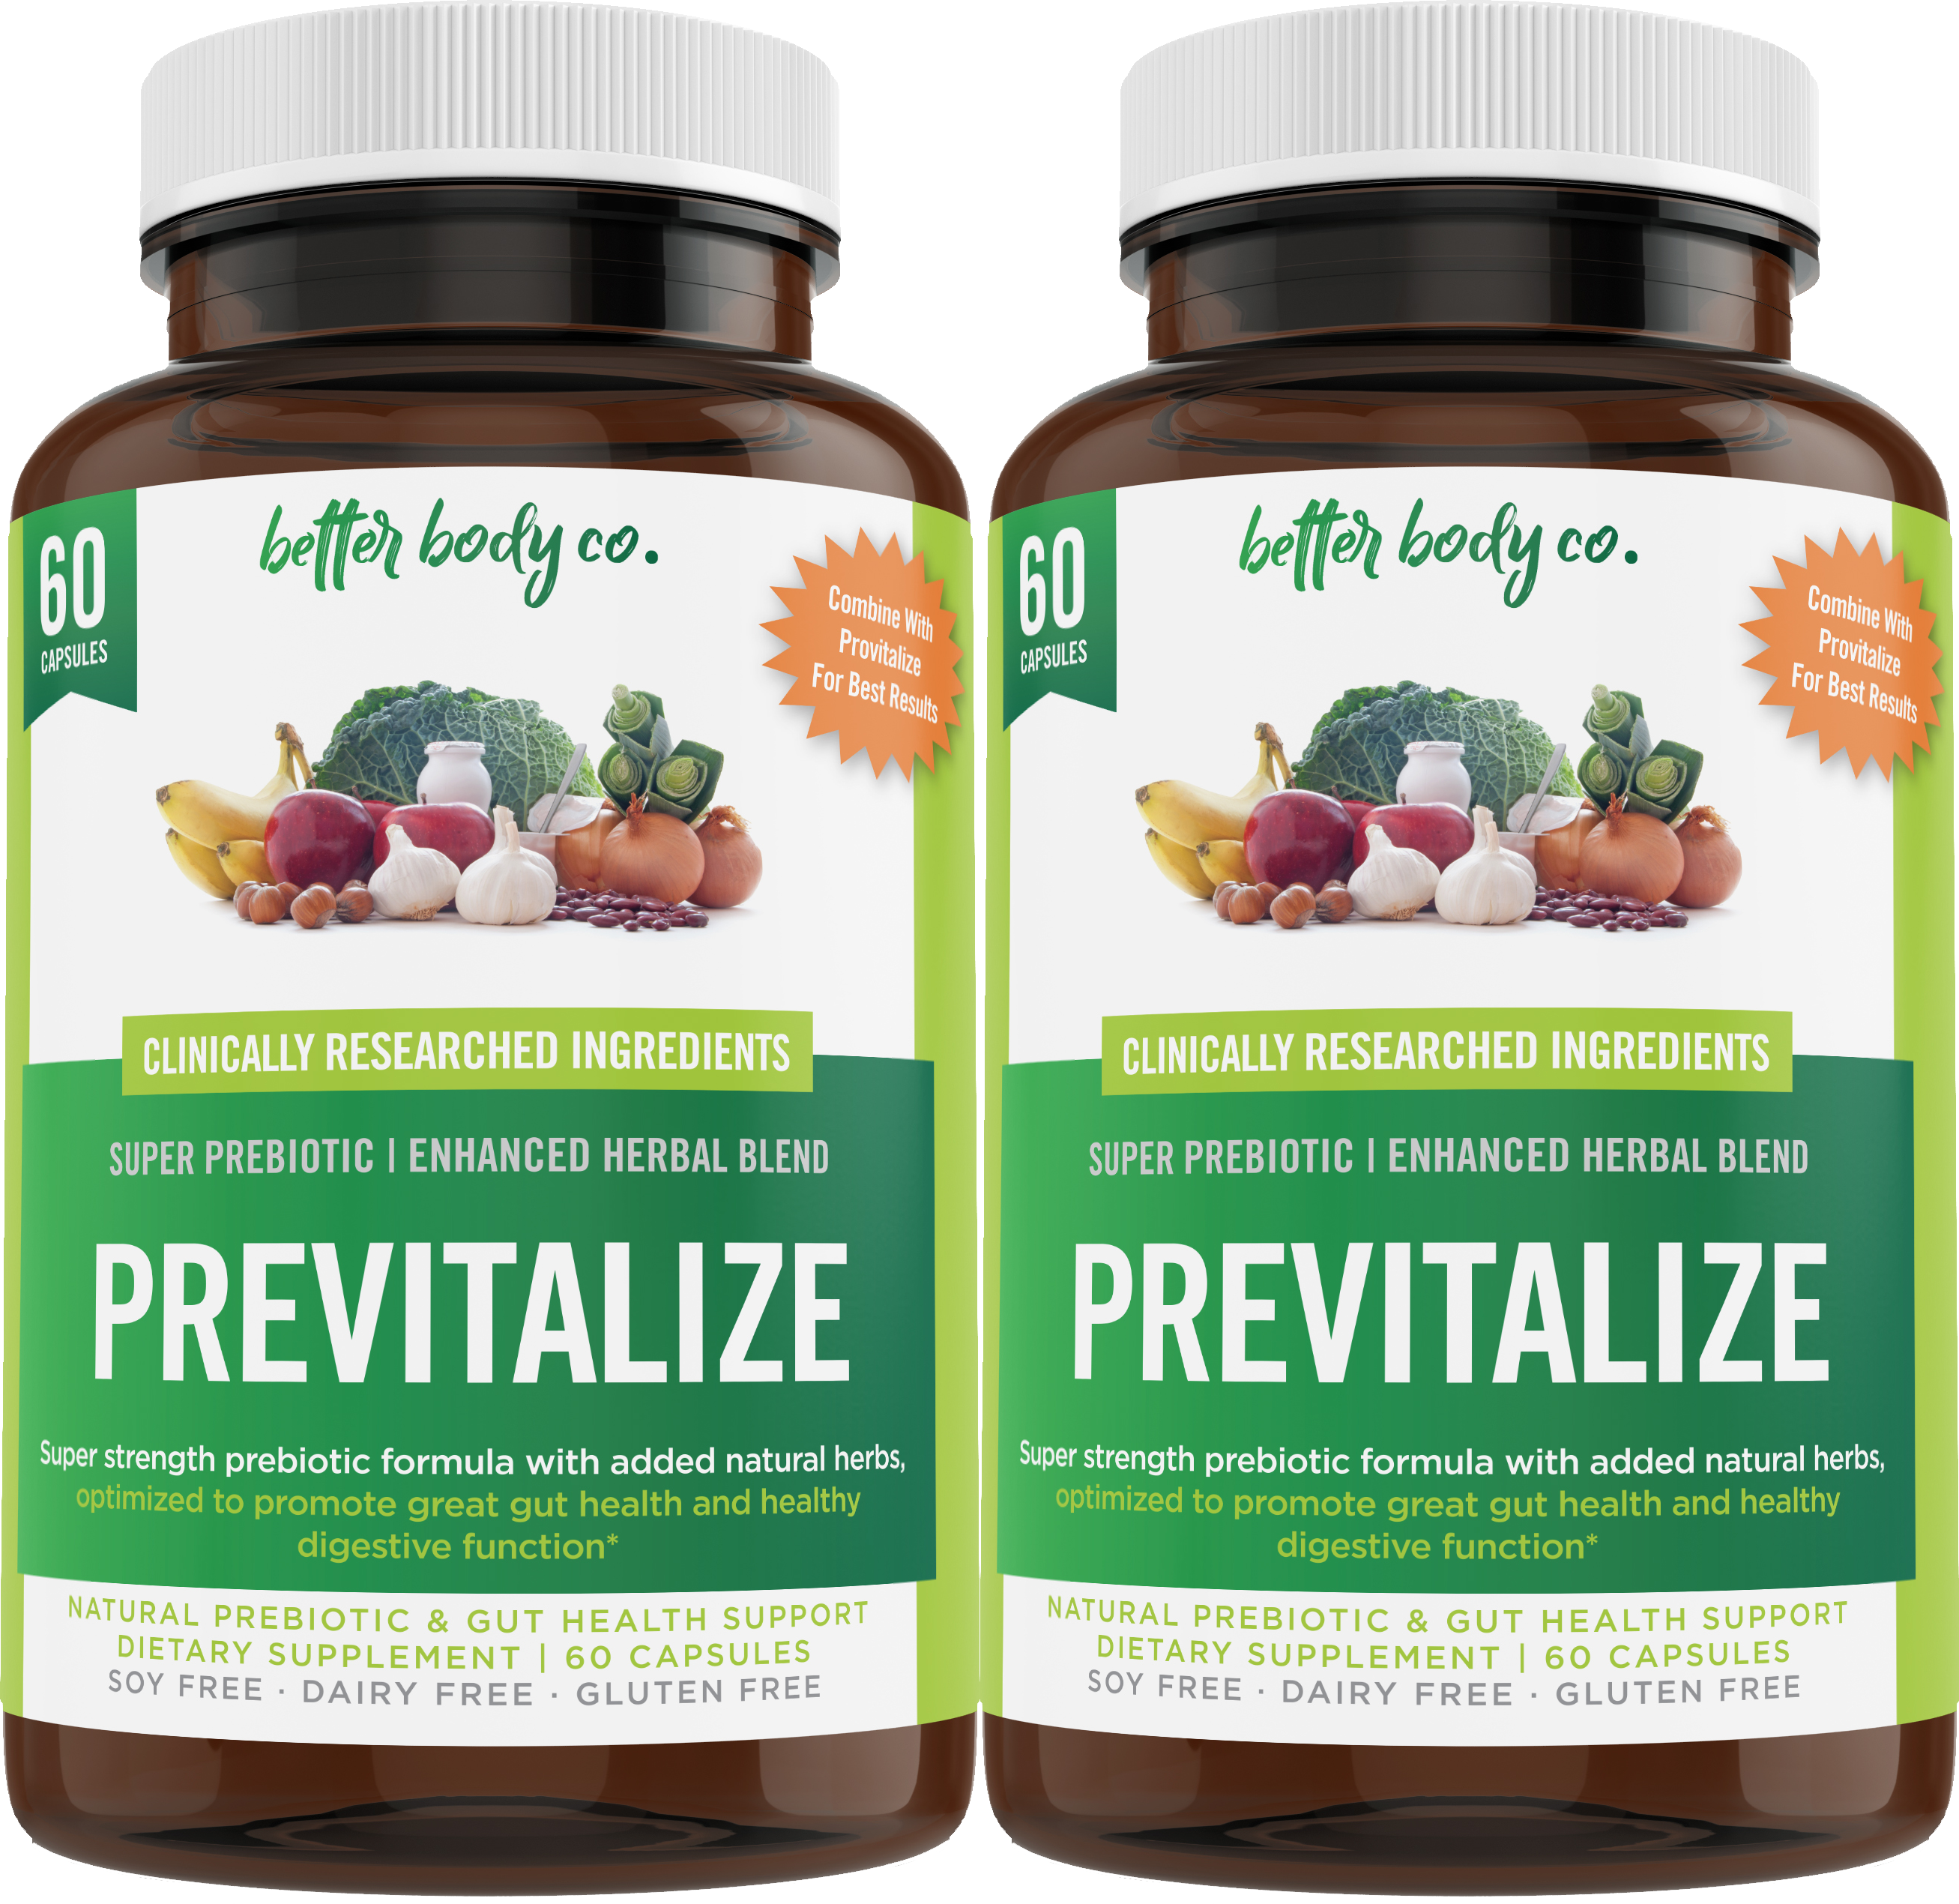 60
CAPSULES
better body co.
Combine With
Provitalize
For Best Results
CLINICALLY RESEARCHED INGREDIENTS
SUPER PREBIOTIC | ENHANCED HERBAL BLEND
PREVITALIZE
Super strength prebiotic formula with added natural herbs,
optimized to promote great gut health and healthy
digestive function*
NATURAL PREBIOTIC & GUT HEALTH SUPPORT
DIETARY SUPPLEMENT | 60 CAPSULES
SOY FREE · DAIRY FREE · GLUTEN FREE
60
CAPSULES
better body co.
Combine With
Provitalize
For Best Results
CLINICALLY RESEARCHED INGREDIENTS
SUPER PREBIOTIC | ENHANCED HERBAL BLEND
PREVITALIZE
Super strength prebiotic formula with added natural herbs,
optimized to promote great gut health and healthy
digestive function*
NATURAL PREBIOTIC & GUT HEALTH SUPPORT
DIETARY SUPPLEMENT | 60 CAPSULES
SOY FREE · DAIRY FREE · GLUTEN FREE